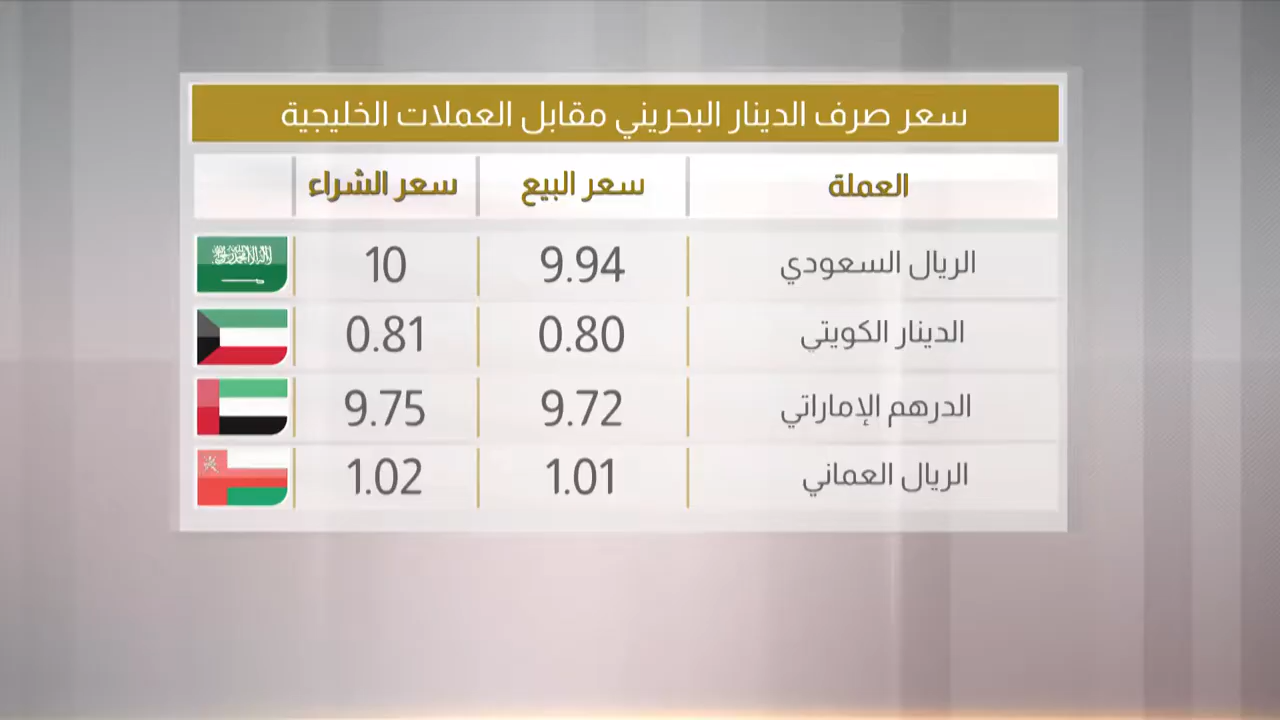 سعر صرف الدينار البحريني مقابل العملات الخليجية
العملة سعر البيع سعر الشراء
الريال السعودي 9.94 10
الدينار الكويتي 0.80 0.81
الدرهم الإماراتي 9.72 9.75
الريال العماني 1.01 1.02